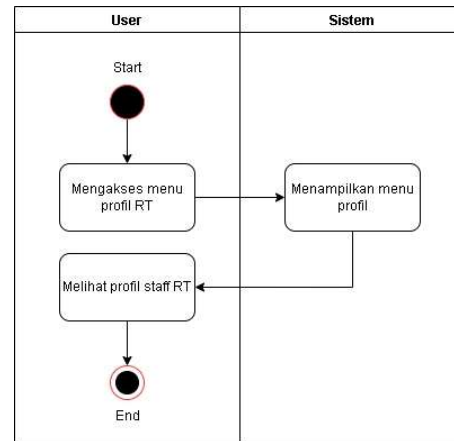 User
Sistem
Start
Mengakses menu
profil RT
Menampilkan menu
profil
Melihat profil staff RT
End